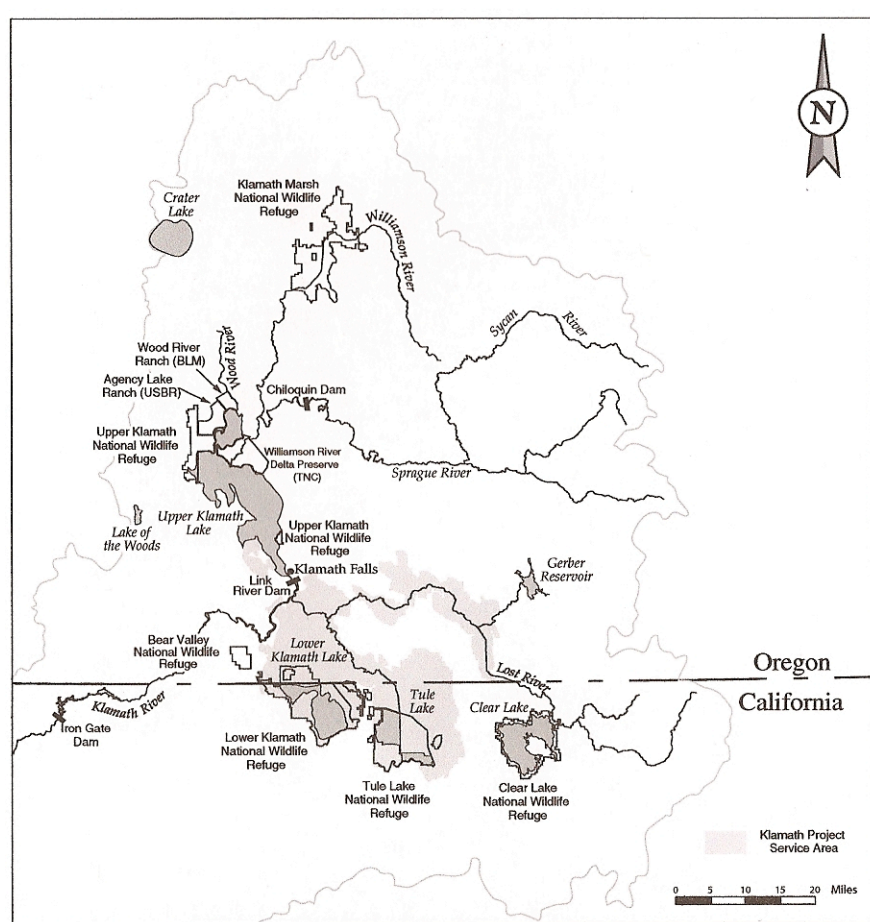 N
Crater
Lake
Klamath Marsh
National Wildlife
Refuge
Williamson River
Sycan
River
Wood River
Wood River
Ranch (BLM)
Agency Lake
Ranch (USBR)
Chiloquin Dam
Upper Klamath
National Wildlife
Refuge
Williamson River
Delta Preserve
(TNC)
Sprague River
Upper Klamath
Lake
Lake of
the Woods
Upper Klamath
National Wildlife
Refuge
Klamath Falls
Link
River Dam
Gerber
Reservoir
Bear Valley
National Wildlife
Refuge
Lower
Klamath Lake
Lost River
Oregon
California
Klamath River
Iron Gate
Dam
Tule
Lake
Clear Lake
Lower Klamath
National Wildlife
Refuge
Tule Lake
National Wildlife
Refuge
Clear Lake
National Wildlife
Refuge
Klamath Project
Service Area
0 5 10 15 20 Miles